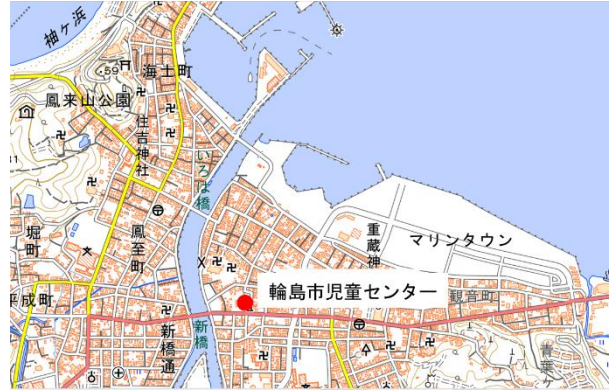 袖ヶ浜
・59
海士町
鳳来山公園
住吉神社
いろは橋
重蔵神
マリンタウン
堀町
鳳至町
輪島市児童センター
観音町
平成町
新橋通
新橋